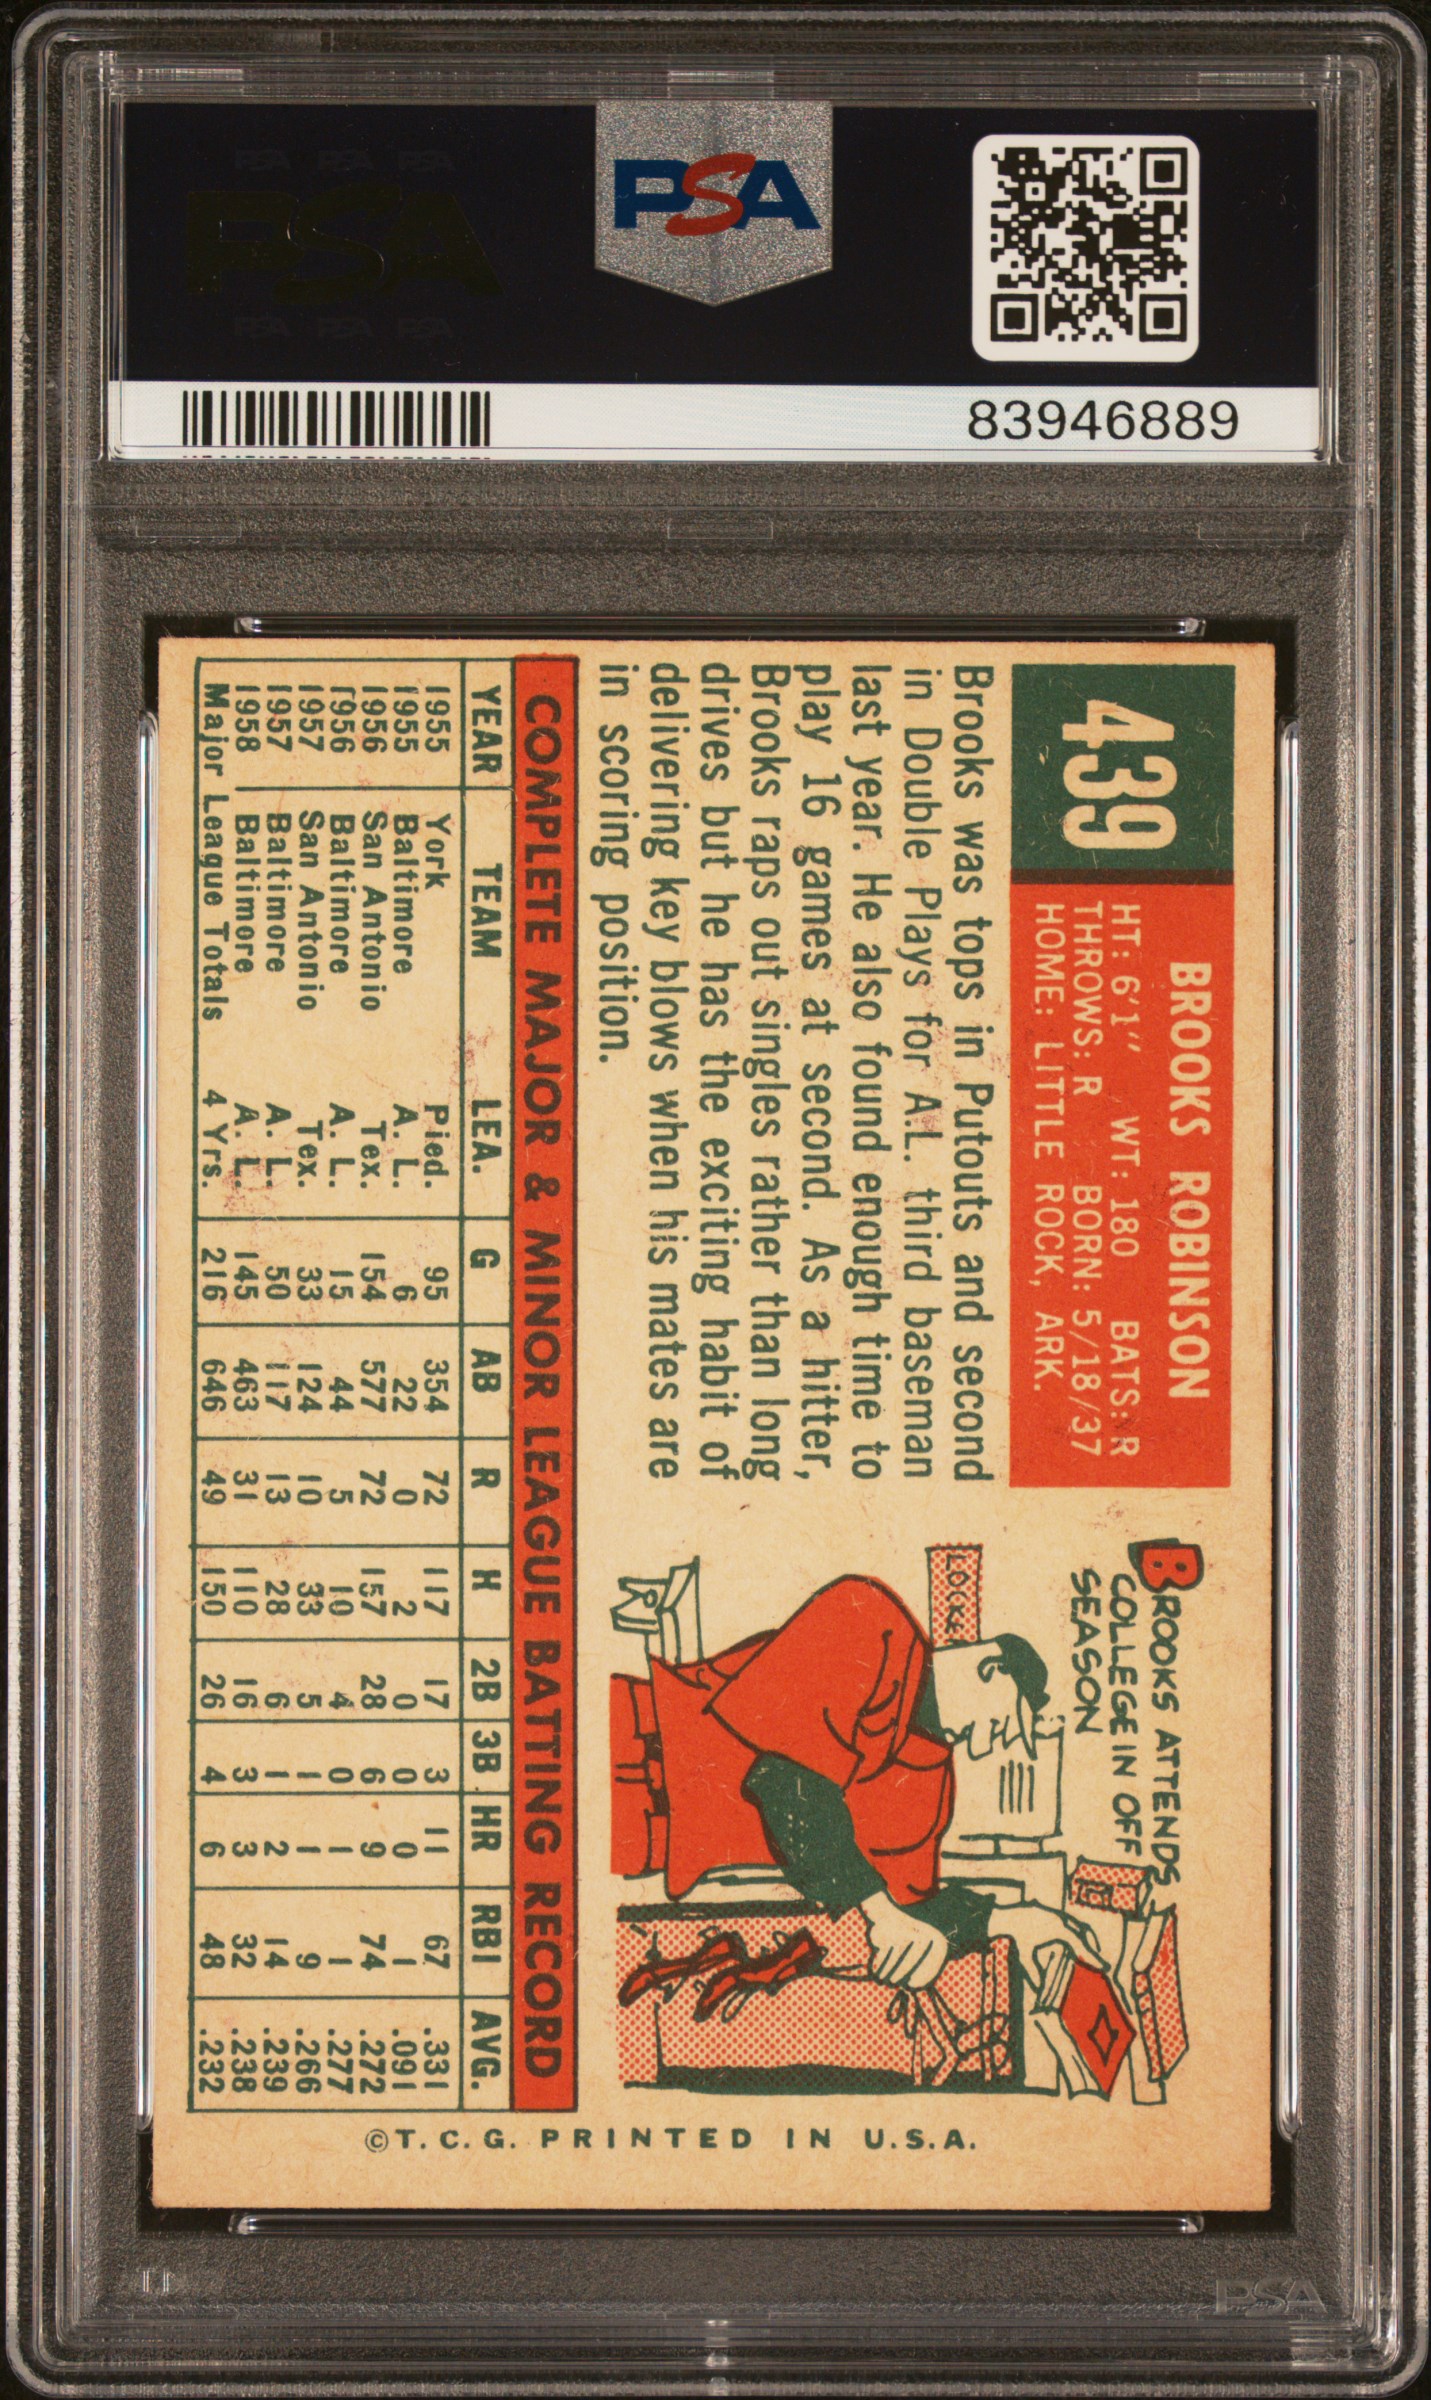 PSA PSA PSA
PSA
PSA PSA PSA
PSA
83946889
439
BROOKS ROBINSON
HT: 6'1" WT: 180 BATS: R
THROWS: R BORN: 5/18/37
HOME: LITTLE ROCK, ARK.
Brooks was tops in Putouts and second
in Double Plays for A.L. third baseman
last year. He also found enough time to
play 16 games at second. As a hitter,
Brooks raps out singles rather than long
drives but he has the exciting habit of
delivering key blows when his mates are
in scoring position.
BROOKS ATTENDS
COLLEGE IN OFF
SEASON
COMPLETE MAJOR & MINOR LEAGUE BATTING RECORD
YEAR TEAM LEA. G AB R H 2B 3B HR RBI AVG.
1955 York Pied. 95 354 72 117 17 3 11 67 .331
1955 Baltimore A. L. 6 22 0 2 0 0 0 1 .091
1956 San Antonio Tex. 154 577 72 157 28 6 9 74 .272
1956 Baltimore A. L. 15 44 5 10 4 0 1 1 .277
1957 San Antonio Tex. 33 124 10 33 5 1 1 9 .266
1957 Baltimore A. L. 50 117 13 28 6 1 2 14 .239
1958 Baltimore A. L. 145 463 31 110 16 3 3 32 .238
Major League Totals 4 Yrs. 216 646 49 150 26 4 6 48 .232
©T.C.G. PRINTED IN U.S.A.
PSA